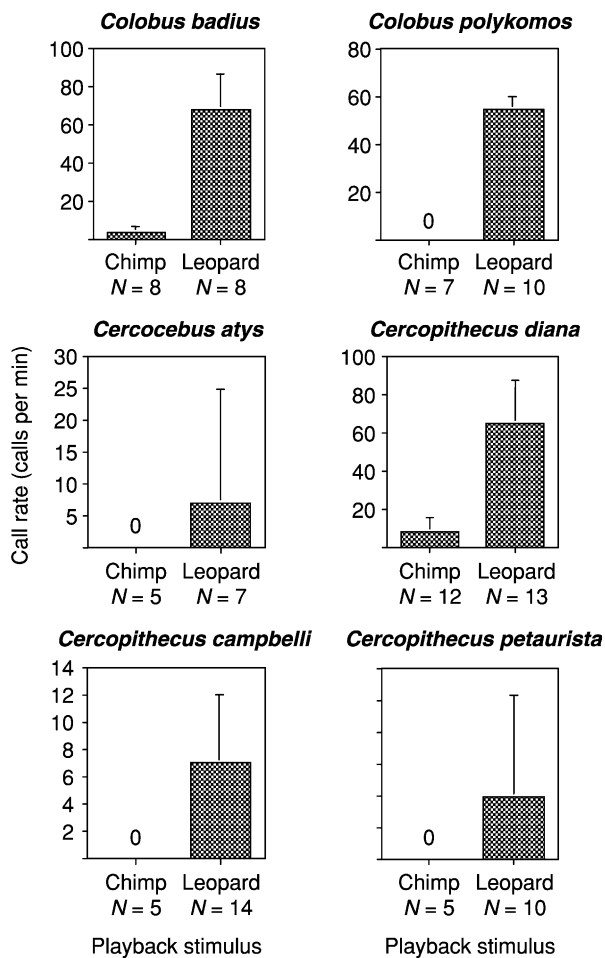 Colobus badius
100
80
60
40
20
Chimp Leopard
N = 8 N = 8
Colobus polykomos
80
60
40
20
0
Chimp Leopard
N = 7 N = 10
Call rate (calls per min)
Cercocebus atys
30
25
20
15
10
5
0
Chimp Leopard
N = 5 N = 7
Cercopithecus diana
100
80
60
40
20
Chimp Leopard
N = 12 N = 13
Cercopithecus campbelli
14
12
10
8
6
4
2
0
Chimp Leopard
N = 5 N = 14
Playback stimulus
Cercopithecus petaurista
0
Chimp Leopard
N = 5 N = 10
Playback stimulus